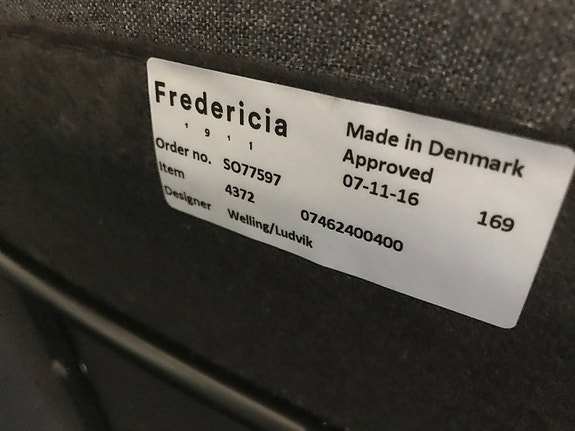 Fredericia
1 9 1 1
Order no. SO77597
Item 4372 07462400400
Designer Welling/Ludvik
Made in Denmark
Approved
07-11-16 169